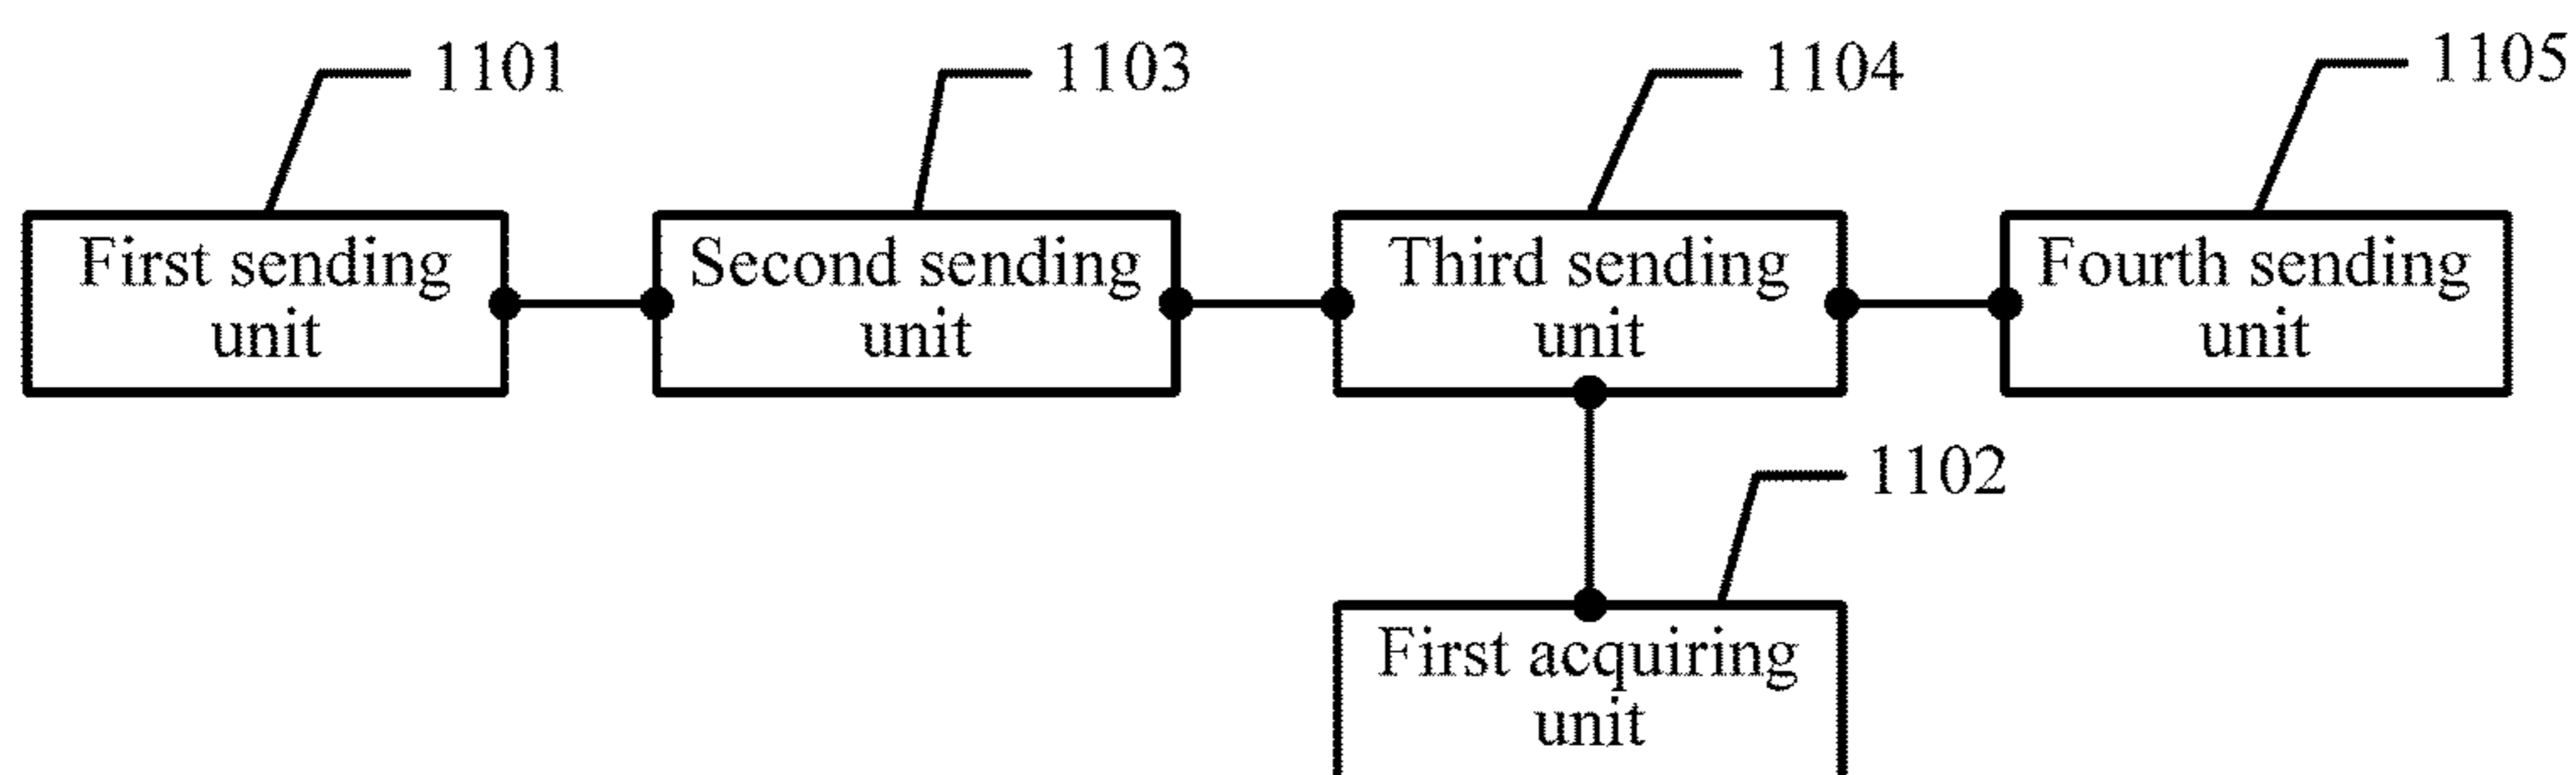 1101
1103
1104
1105
First sending
unit
Second sending
unit
Third sending
unit
Fourth sending
unit
1102
First acquiring
unit